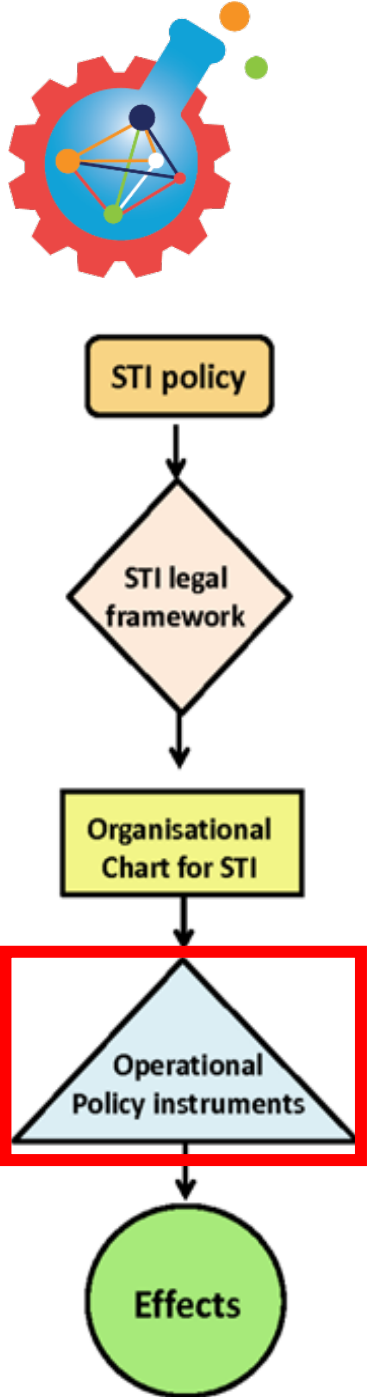 STI policy
STI legal
framework
Organisational
Chart for STI
Operational
Policy instruments
Effects